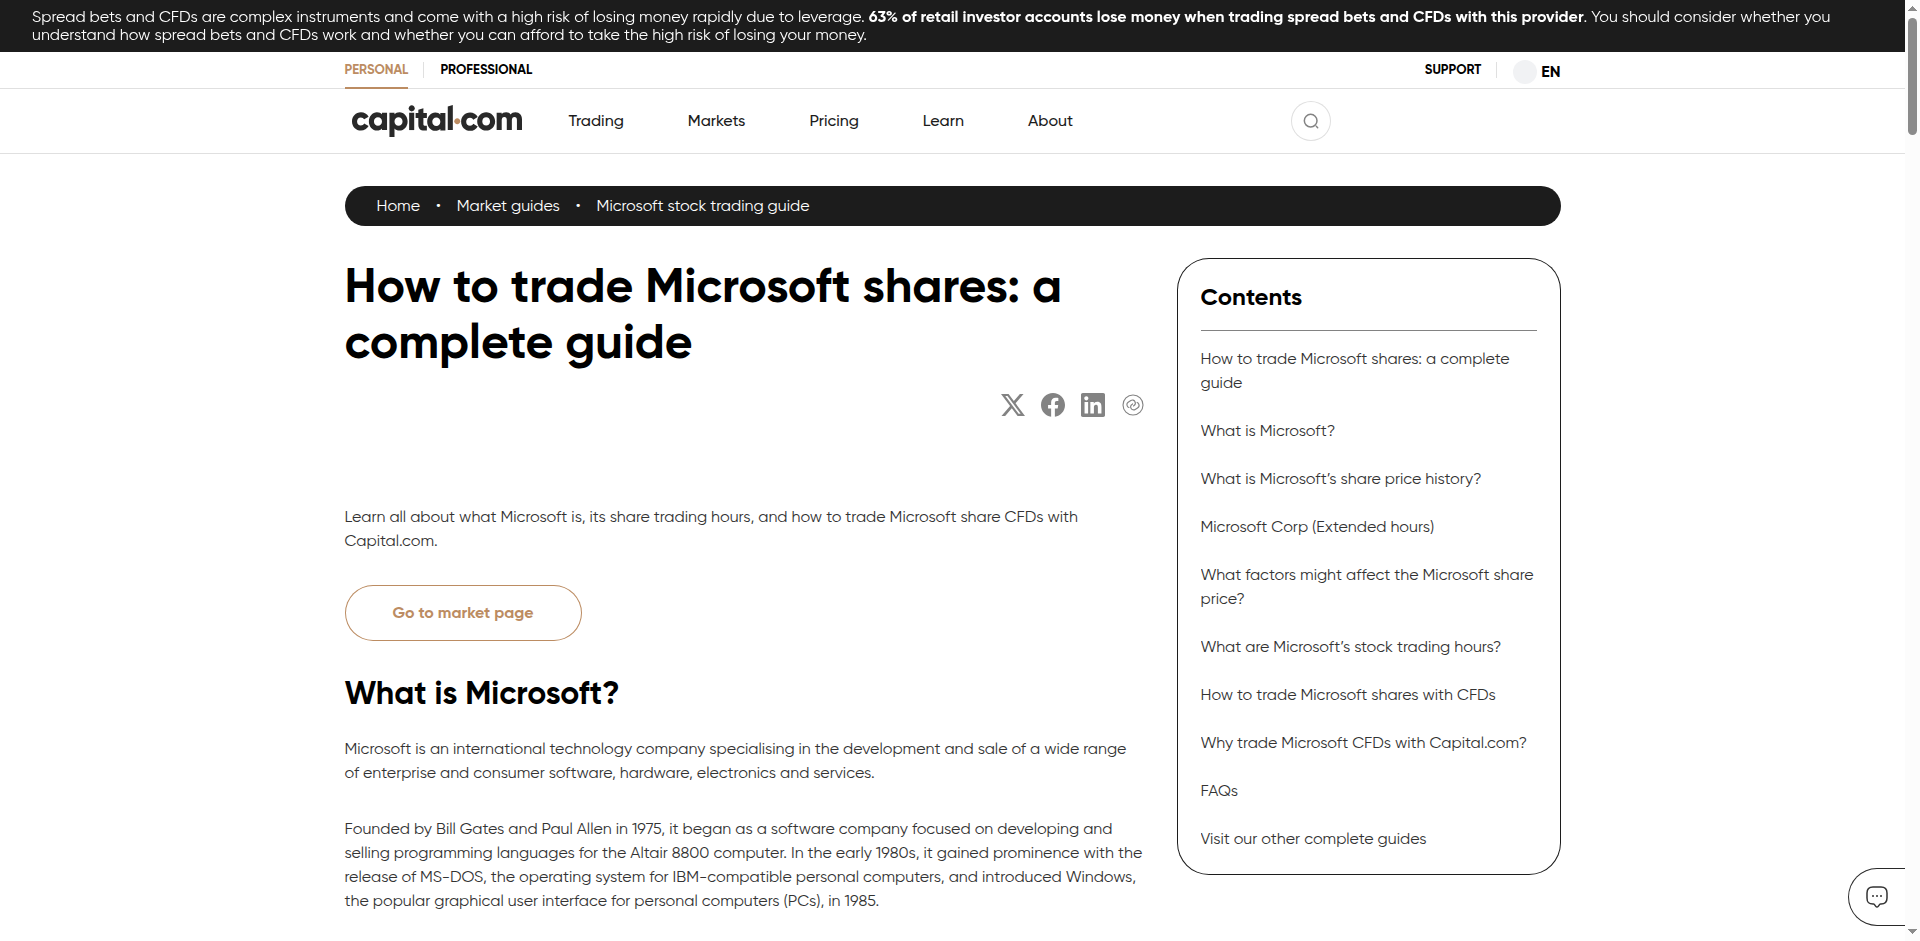 Spread bets and CFDs are complex instruments and come with a high risk of losing money rapidly due to leverage. 63% of retail investor accounts lose money when trading spread bets and CFDs with this provider. You should consider whether you
understand how spread bets and CFDs work and whether you can afford to take the high risk of losing your money.
PERSONAL
PROFESSIONAL
SUPPORT
EN
capital.com
Trading
Markets
Pricing
Learn
About
Home • Market guides • Microsoft stock trading guide
How to trade Microsoft shares: a
complete guide
Learn all about what Microsoft is, its share trading hours, and how to trade Microsoft share CFDs with
Capital.com.
Go to market page
What is Microsoft?
Microsoft is an international technology company specialising in the development and sale of a wide range
of enterprise and consumer software, hardware, electronics and services.
Founded by Bill Gates and Paul Allen in 1975, it began as a software company focused on developing and
selling programming languages for the Altair 8800 computer. In the early 1980s, it gained prominence with the
release of MS-DOS, the operating system for IBM-compatible personal computers, and introduced Windows,
the popular graphical user interface for personal computers (PCs), in 1985.
Contents
How to trade Microsoft shares: a complete
guide
What is Microsoft?
What is Microsoft’s share price history?
Microsoft Corp (Extended hours)
What factors might affect the Microsoft share
price?
What are Microsoft’s stock trading hours?
How to trade Microsoft shares with CFDs
Why trade Microsoft CFDs with Capital.com?
FAQs
Visit our other complete guides